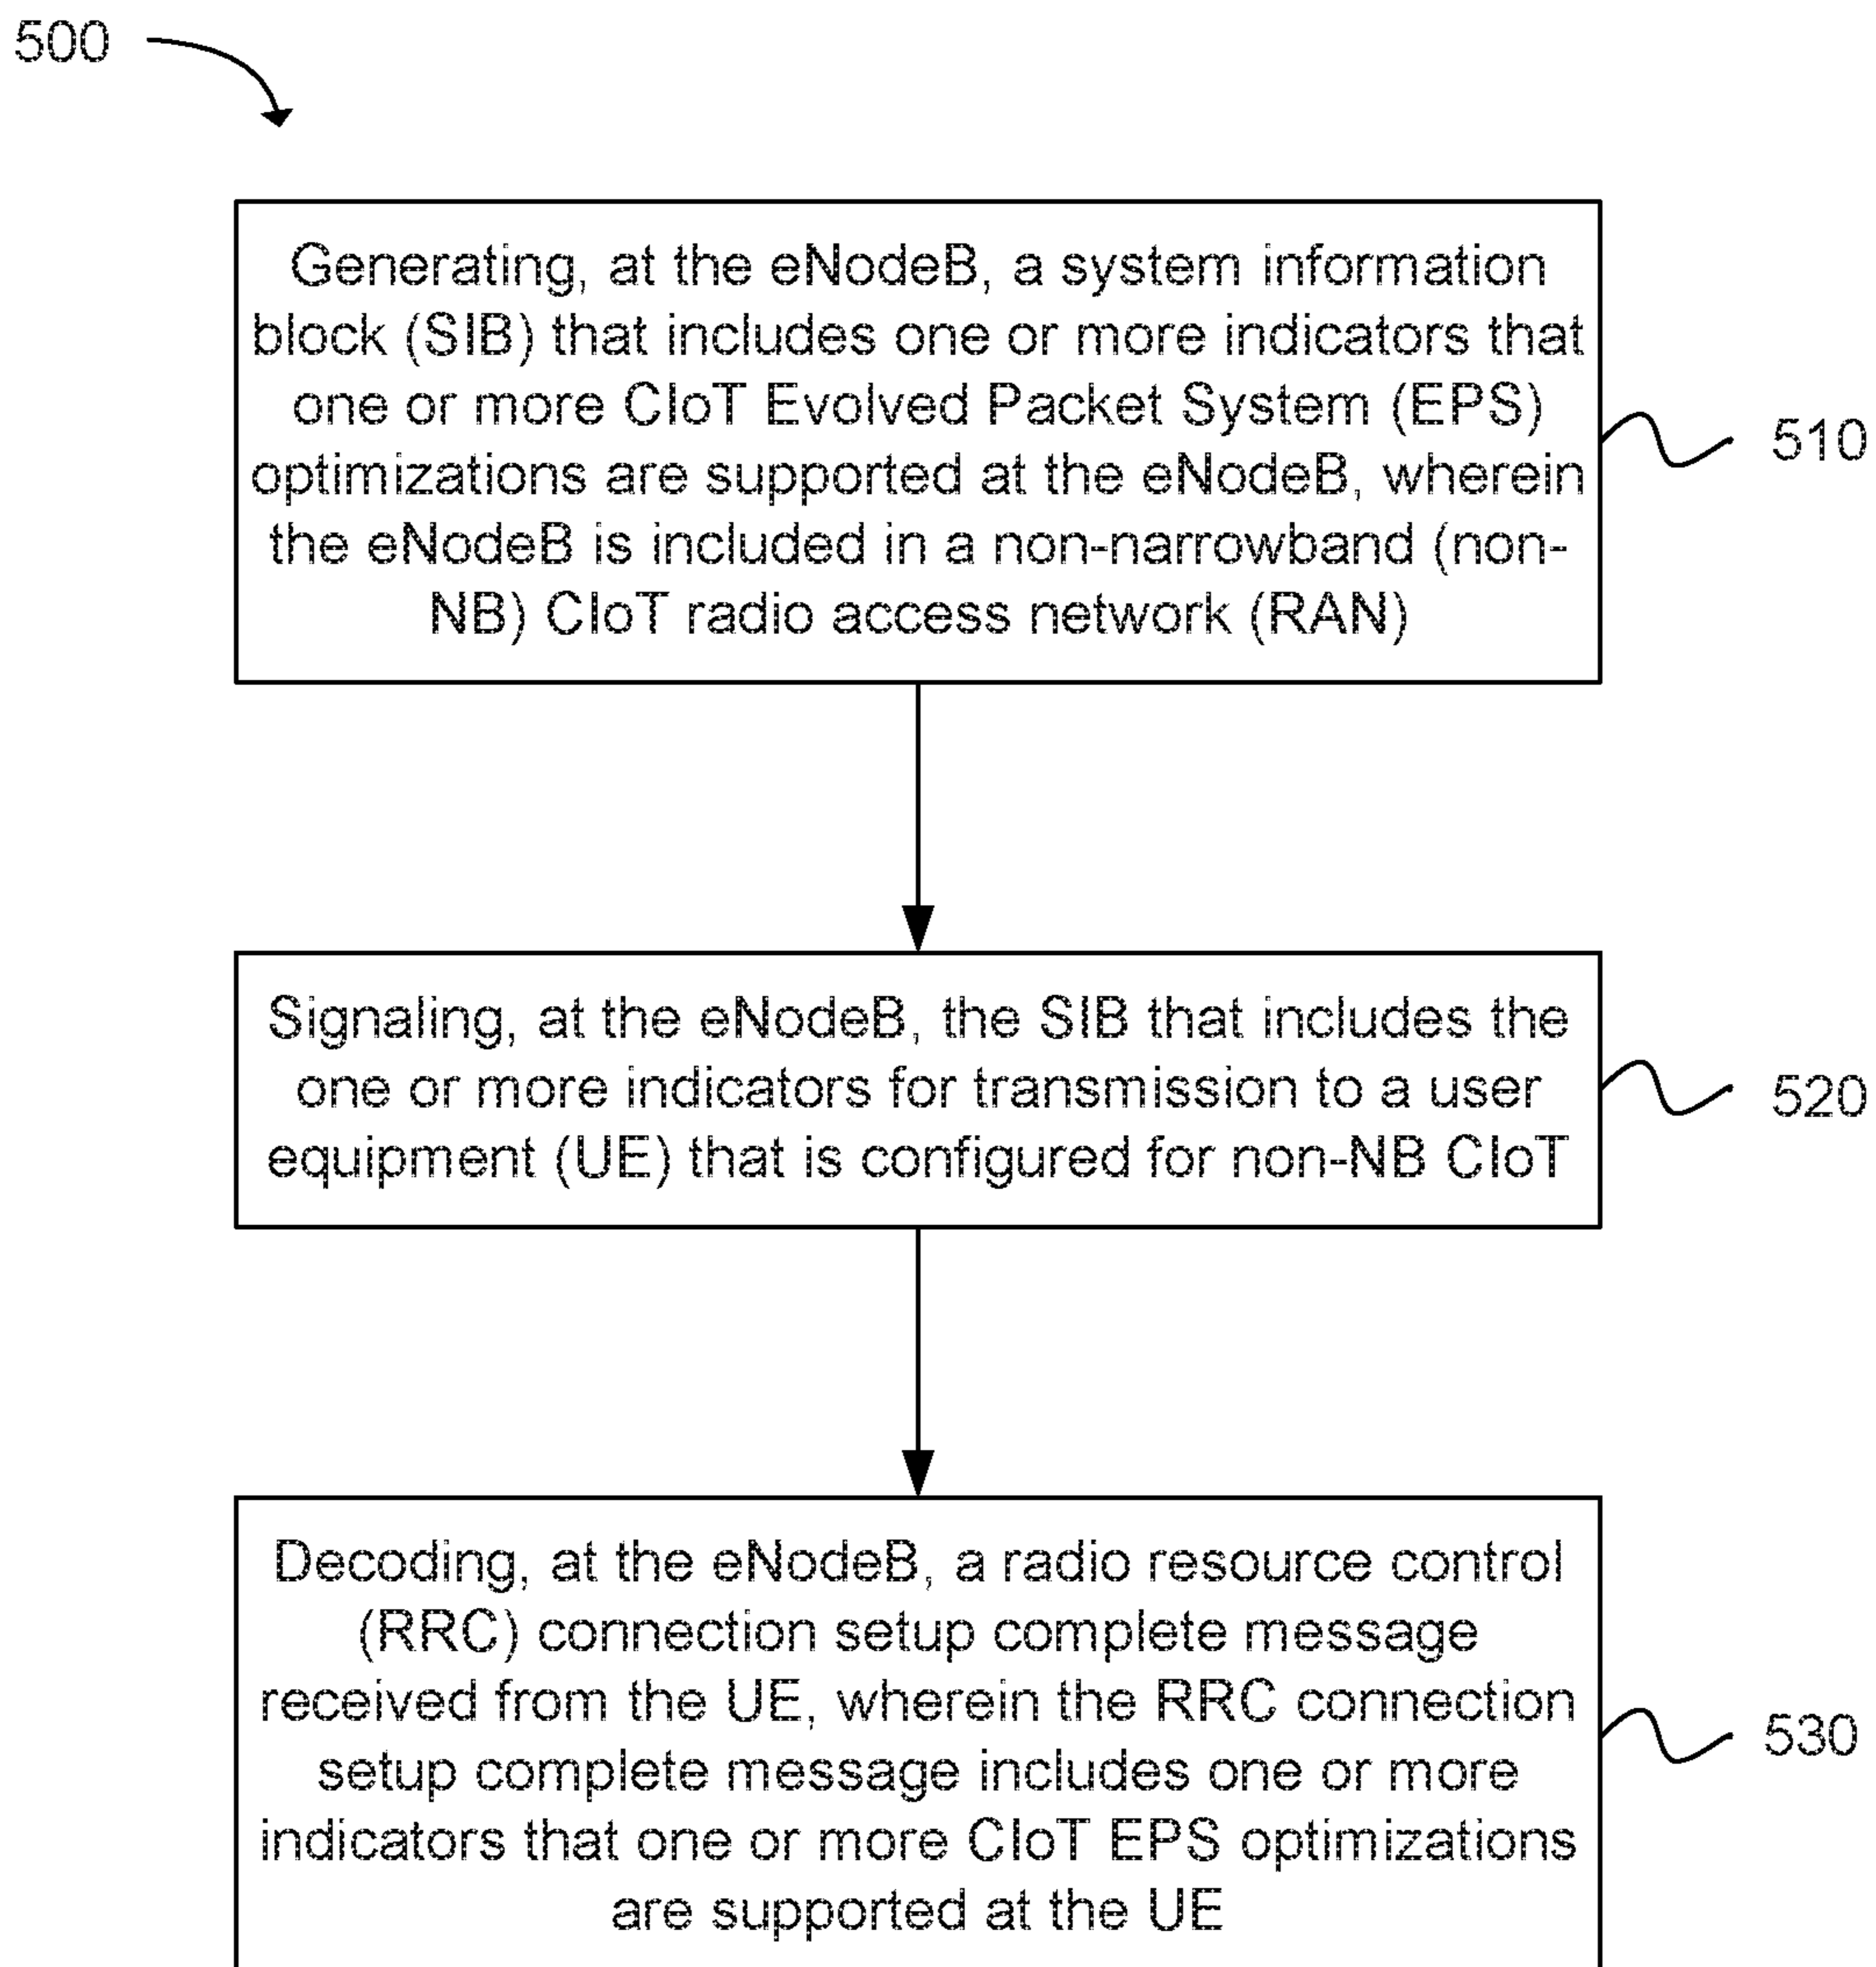 500
Generating, at the eNodeB, a system information
block (SIB) that includes one or more indicators that
one or more CIoT Evolved Packet System (EPS)
optimizations are supported at the eNodeB, wherein
the eNodeB is included in a non-narrowband (non-
NB) CIoT radio access network (RAN)
510
Signaling, at the eNodeB, the SIB that includes the
one or more indicators for transmission to a user
equipment (UE) that is configured for non-NB CIoT
520
Decoding, at the eNodeB, a radio resource control
(RRC) connection setup complete message
received from the UE, wherein the RRC connection
setup complete message includes one or more
indicators that one or more CIoT EPS optimizations
are supported at the UE
530